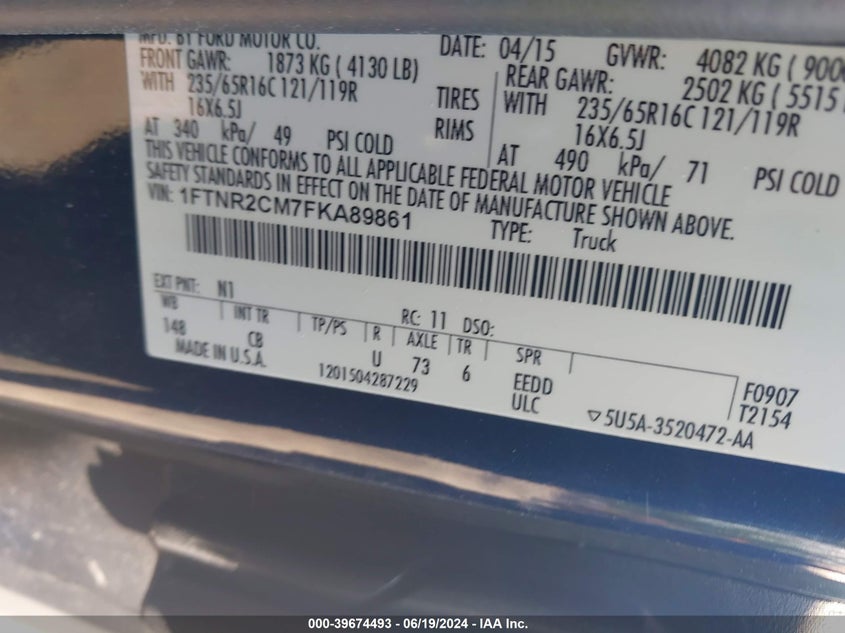 MFD. BY FORD MOTOR CO.
DATE: 04/15
GVWR: 4082 KG ( 900
FRONT GAWR: 1873 KG ( 4130 LB)
REAR GAWR: 2502 KG ( 5515
WITH 235/65R16C 121/119R
TIRES
WITH 235/65R16C 121/119R
16X6.5J
RIMS
16X6.5J
AT 340 kPa/ 49 PSI COLD
AT 490 kPa/ 71 PSI COLD
THIS VEHICLE CONFORMS TO ALL APPLICABLE FEDERAL MOTOR VEHICLE
SAFETY STANDARDS IN EFFECT ON THE DATE OF MANUFACTURE SHOWN ABOVE.
VIN: 1FTNR2CM7FKA89861
TYPE: Truck
EXT PNT: N1
RC: 11 DSO:
WB
INT TR
TP/PS
R
AXLE
TR
SPR
148
CB
U
73
6
EEDD
F0907
MADE IN U.S.A.
1201504287229
ULC
T2154
▽5U5A-3520472-AA
000-39674493 - 06/19/2024 - IAA Inc.